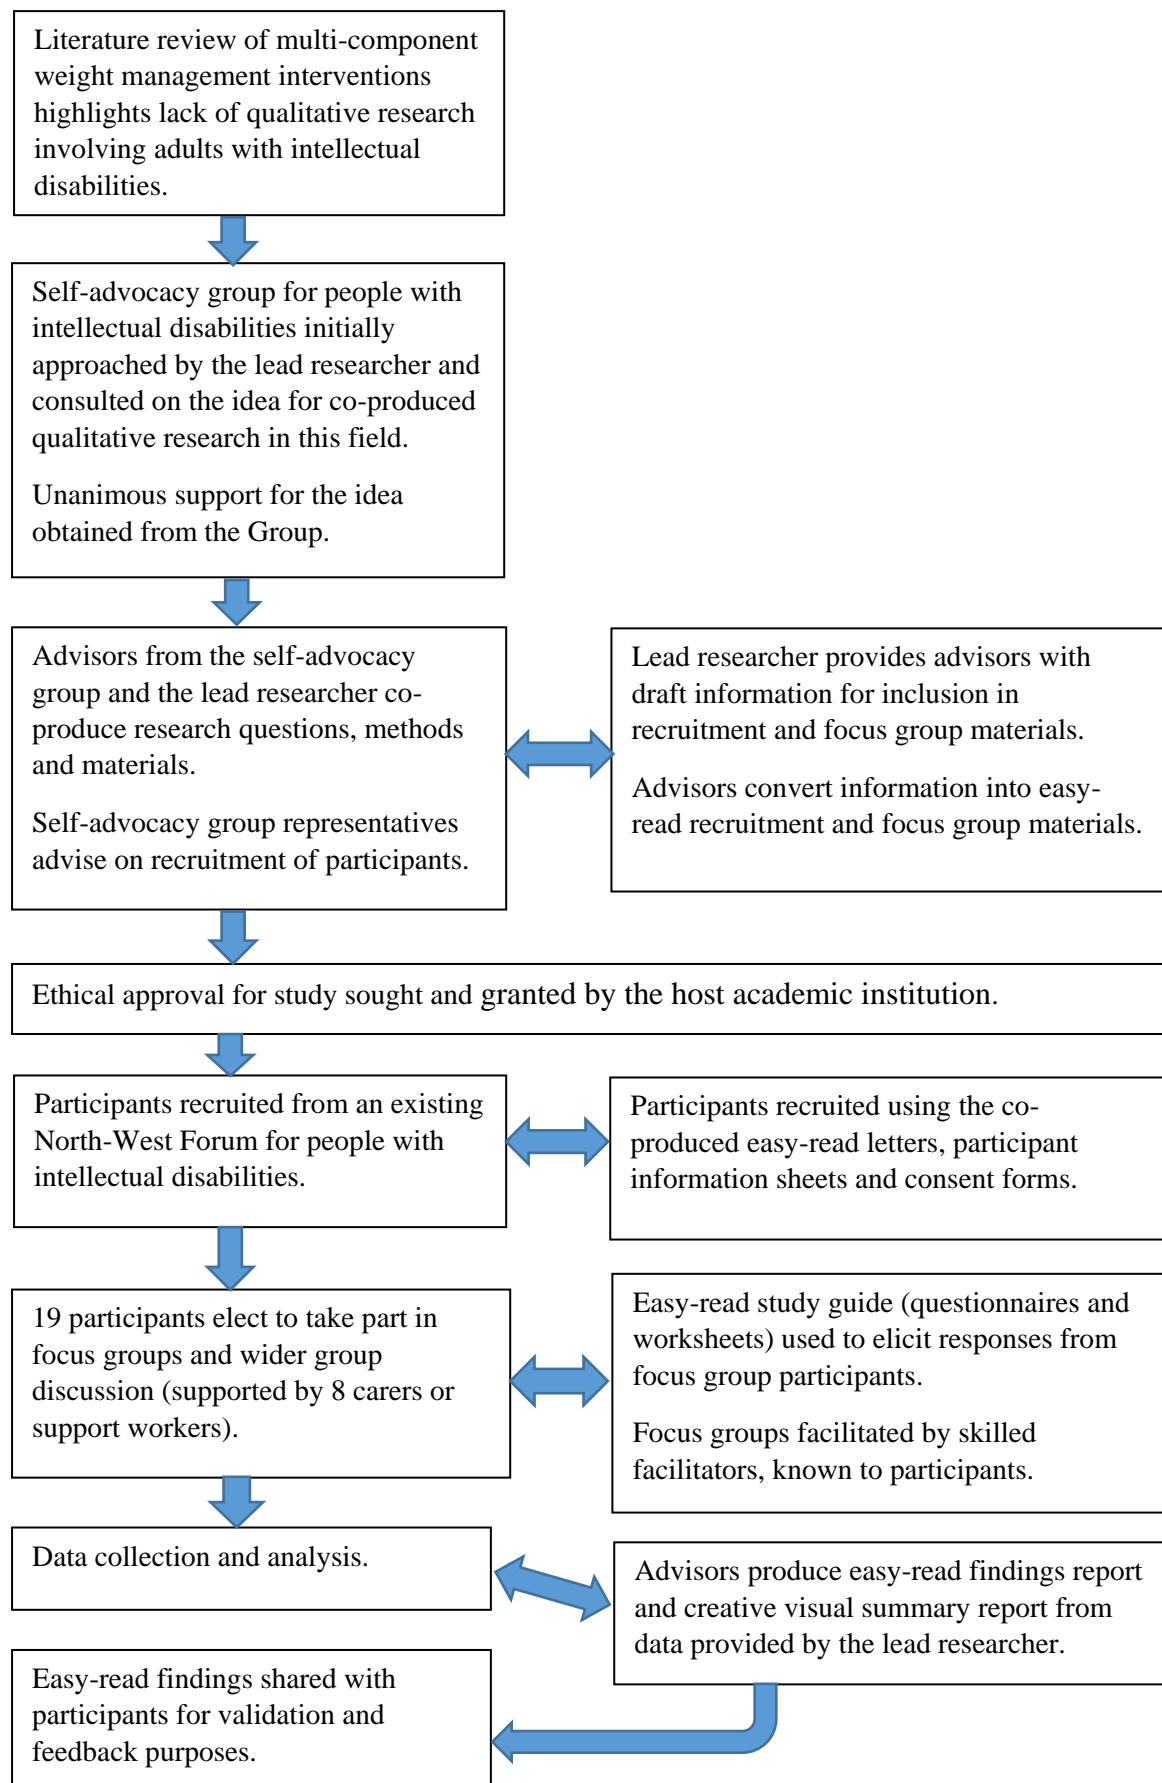 Literature review of multi-component
weight management interventions
highlights lack of qualitative research
involving adults with intellectual
disabilities.
Self-advocacy group for people with
intellectual disabilities initially
approached by the lead researcher and
consulted on the idea for co-produced
qualitative research in this field.
Unanimous support for the idea
obtained from the Group.
Advisors from the self-advocacy
group and the lead researcher co-
produce research questions, methods
and materials.
Self-advocacy group representatives
advise on recruitment of participants.
Lead researcher provides advisors with
draft information for inclusion in
recruitment and focus group materials.
Advisors convert information into easy-
read recruitment and focus group materials.
Ethical approval for study sought and granted by the host academic institution.
Participants recruited from an existing
North-West Forum for people with
intellectual disabilities.
Participants recruited using the co-
produced easy-read letters, participant
information sheets and consent forms.
19 participants elect to take part in
focus groups and wider group
discussion (supported by 8 carers or
support workers).
Easy-read study guide (questionnaires and
worksheets) used to elicit responses from
focus group participants.
Focus groups facilitated by skilled
facilitators, known to participants.
Data collection and analysis.
Advisors produce easy-read findings report
and creative visual summary report from
data provided by the lead researcher.
Easy-read findings shared with
participants for validation and
feedback purposes.